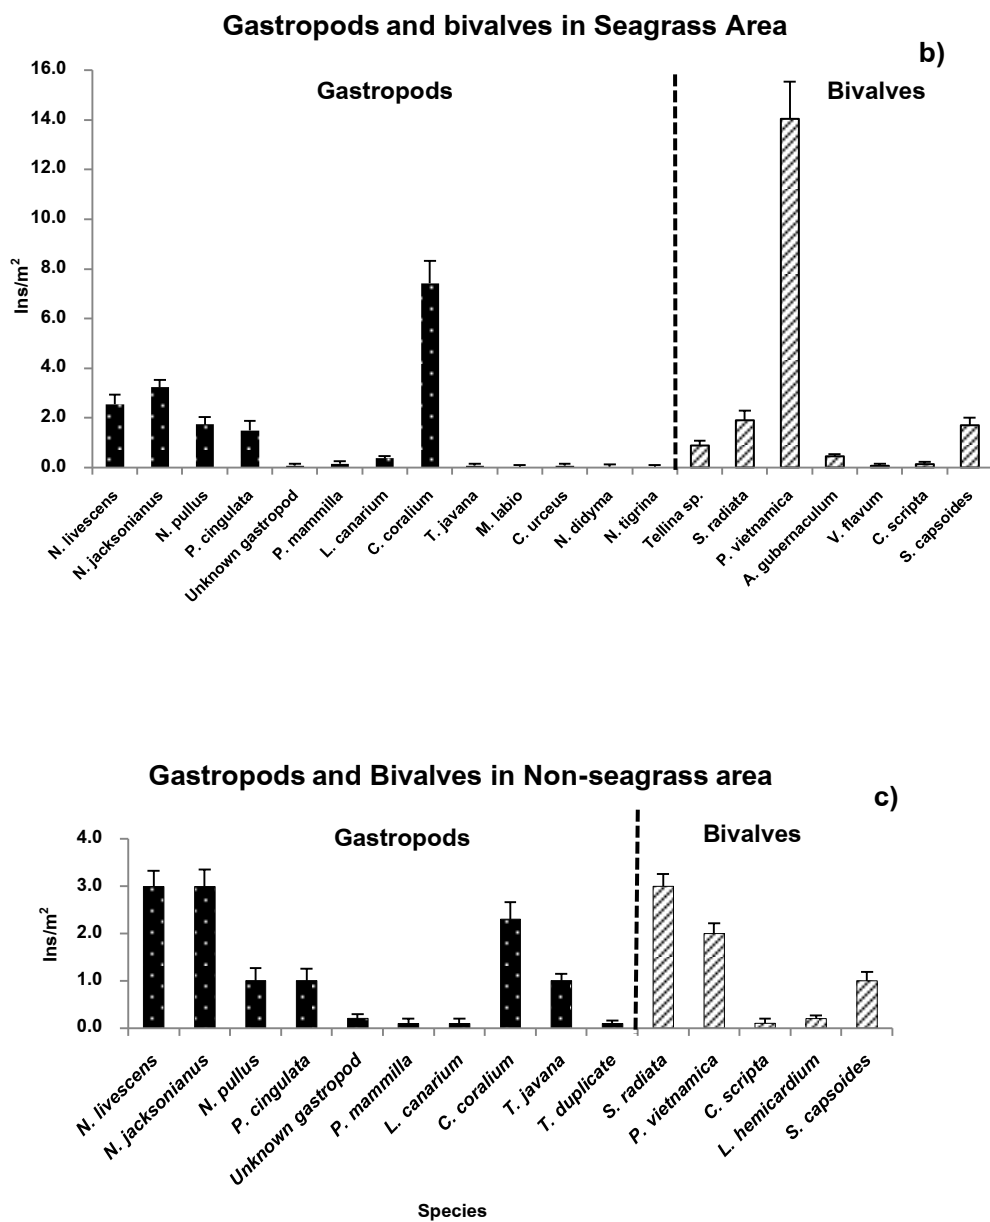 Gastropods and bivalves in Seagrass Area
b)
16.0
14.0
12.0
10.0
8.0
6.0
4.0
2.0
0.0
Ins/m²
Gastropods
Bivalves
N. livescens
N. jacksonianus
N. pullus
P. cingulata
Unknown gastropod
P. mammilla
L. canarium
C. coralium
T. javana
M. labio
C. urceus
N. didyma
N. tigrina
Tellina sp.
S. radiata
P. vietnamica
A. gubernaculum
V. flavum
C. scripta
S. capsoides
Gastropods and Bivalves in Non-seagrass area
c)
4.0
3.0
2.0
1.0
0.0
Ins/m²
Gastropods
Bivalves
N. livescens
N. jacksonianus
N. pullus
P. cingulata
Unknown gastropod
P. mammilla
L. canarium
C. coralium
T. javana
T. duplicate
S. radiata
P. vietnamica
C. scripta
L. hemicardium
S. capsoides
Species